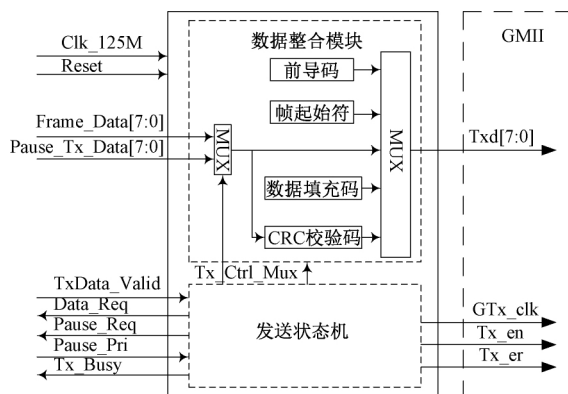 Clk_125M
Reset
Frame_Data[7:0]
Pause_Tx_Data[7:0]
数据整合模块
前导码
帧起始符
MUX
数据填充码
CRC校验码
MUX
GMII
Txd[7:0]
Tx_Ctrl_Mux
TxData_Valid
Data_Req
Pause_Req
Pause_Pri
Tx_Busy
发送状态机
GTx_clk
Tx_en
Tx_er